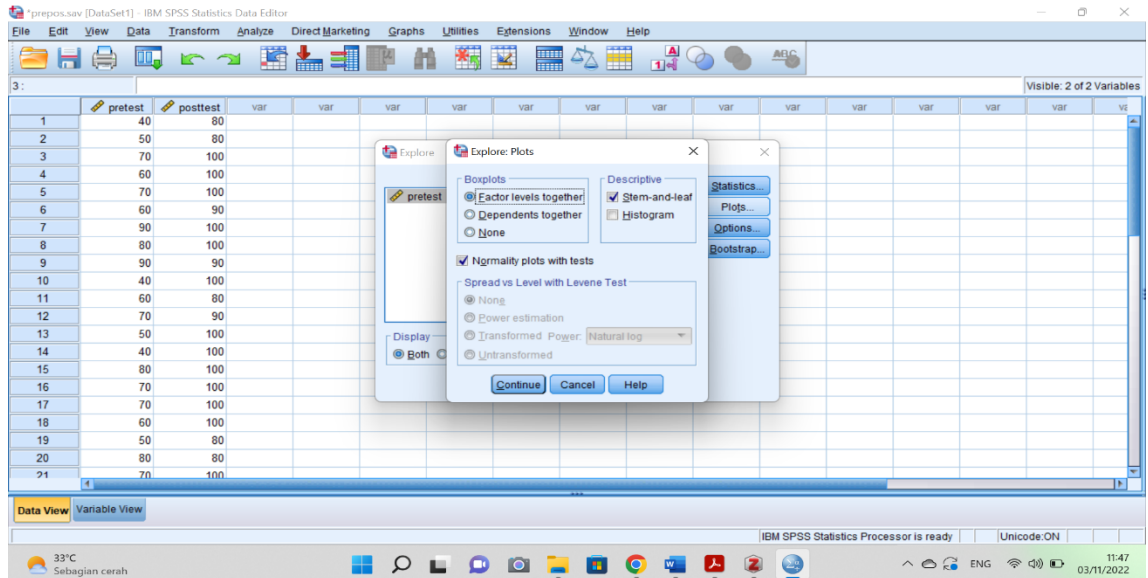 *prepos.sav [DataSet1] - IBM SPSS Statistics Data Editor
File Edit View Data Transform Analyze Direct Marketing Graphs Utilities Extensions Window Help
3 :
Visible: 2 of 2 Variables
pretest posttest var var var var var var var var var var var var var
1 40 80
2 50 80
3 70 100
4 60 100
5 70 100
6 60 90
7 90 100
8 80 100
9 90 90
10 40 100
11 60 80
12 70 90
13 50 100
14 40 100
15 80 100
16 70 100
17 70 100
18 60 100
19 50 80
20 80 80
21 70 100
Explore
pretest
Display
Both
Statistics...
Plots...
Options...
Bootstrap...
Explore: Plots
Boxplots
Factor levels together
Dependents together
None
Descriptive
Stem-and-leaf
Histogram
Normality plots with tests
Spread vs Level with Levene Test
None
Power estimation
Transformed Power: Natural log
Untransformed
Continue Cancel Help
Data View Variable View
IBM SPSS Statistics Processor is ready Unicode:ON
33°C
Sebagian cerah
ENG
11:47
03/11/2022